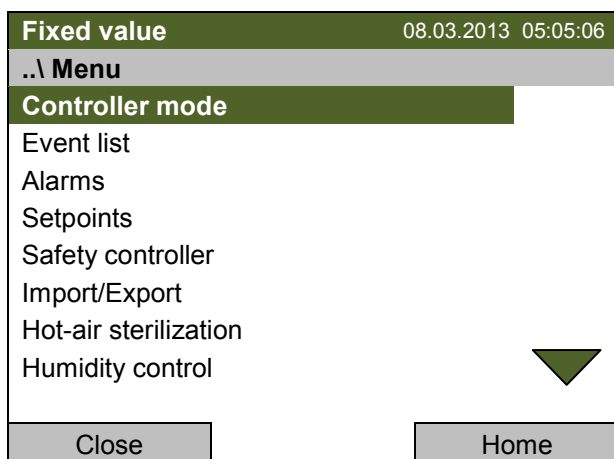 Fixed value 08.03.2013 05:05:06
..\ Menu
Controller mode
Event list
Alarms
Setpoints
Safety controller
Import/Export
Hot-air sterilization
Humidity control
Close Home